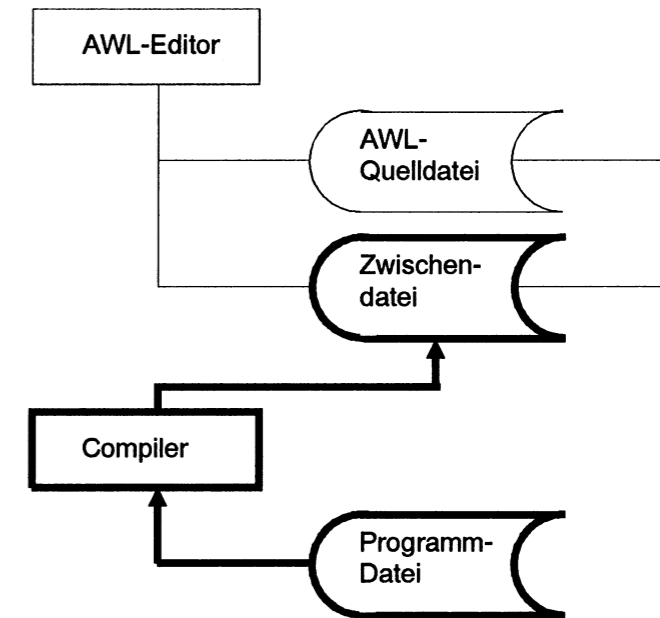 AWL-Editor
AWL-
Quelldatei
Zwischen-
datei
Compiler
Programm-
Datei